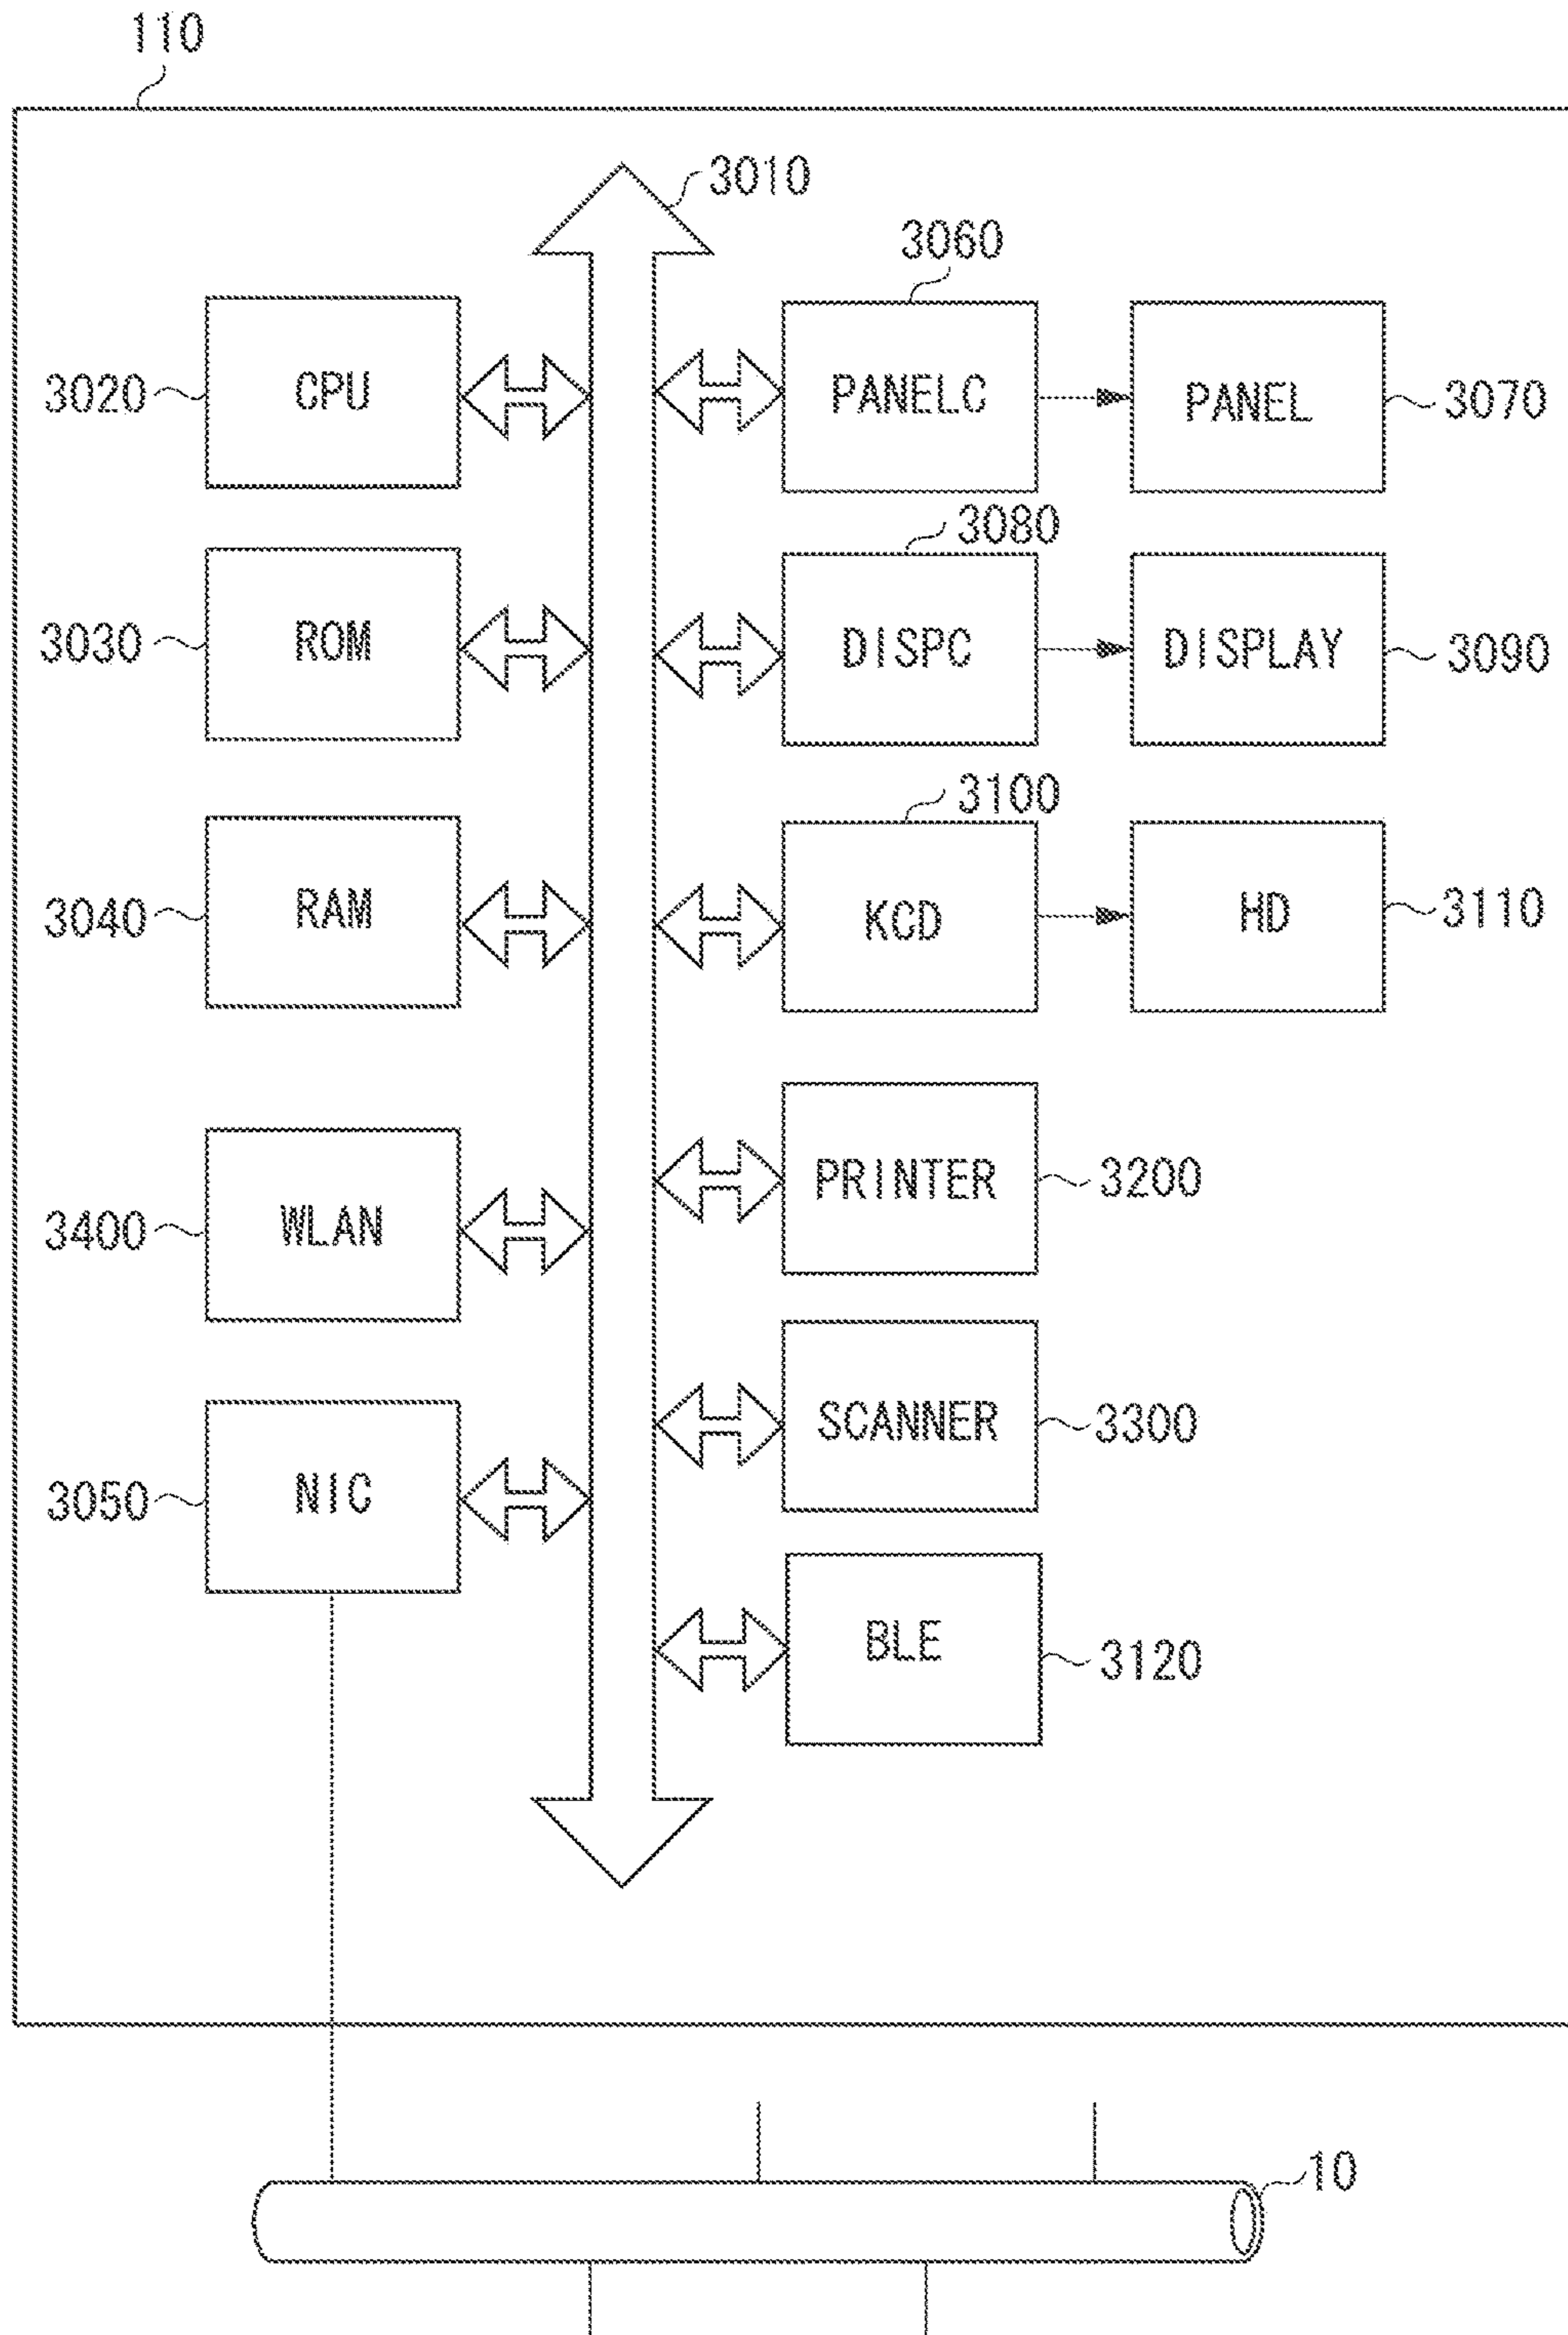 110
3010
3060
3020
CPU
PANELC
PANEL
3070
3080
3030
ROM
DISPC
DISPLAY
3090
3100
3040
RAM
KCD
HD
3110
3400
WLAN
PRINTER
3200
3050
NIC
SCANNER
3300
BLE
3120
10